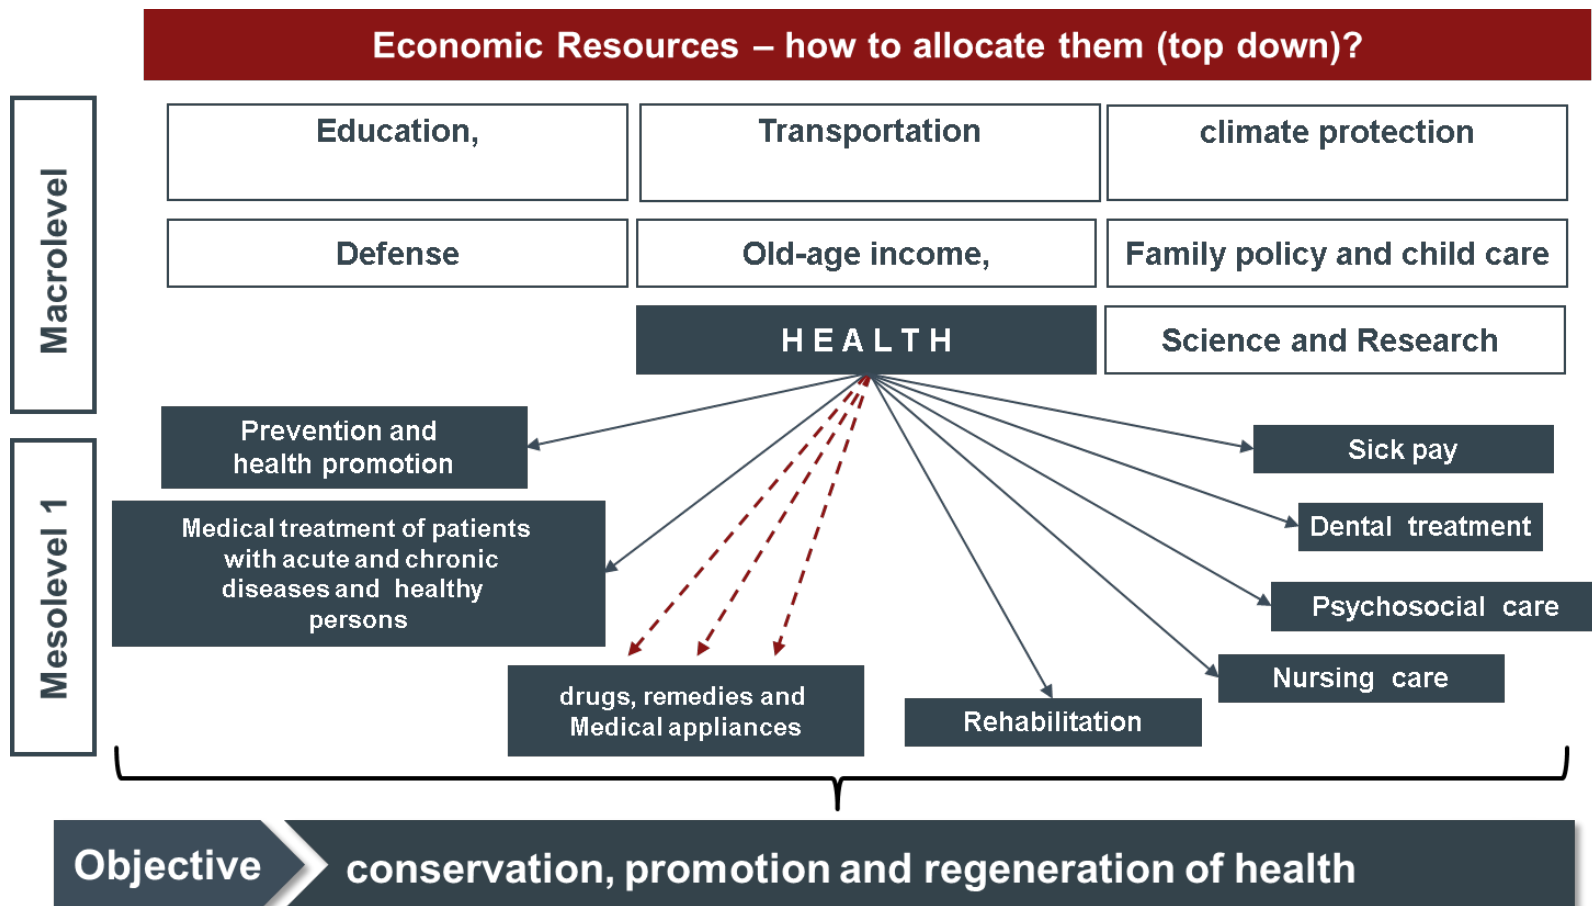 Economic Resources – how to allocate them (top down)?
Macrolevel
Education,
Transportation
climate protection
Defense
Old-age income,
Family policy and child care
H E A L T H
Science and Research
Mesolevel 1
Prevention and
health promotion
Sick pay
Medical treatment of patients
with acute and chronic
diseases and healthy
persons
Dental treatment
Psychosocial care
Nursing care
drugs, remedies and
Medical appliances
Rehabilitation
Objective
conservation, promotion and regeneration of health